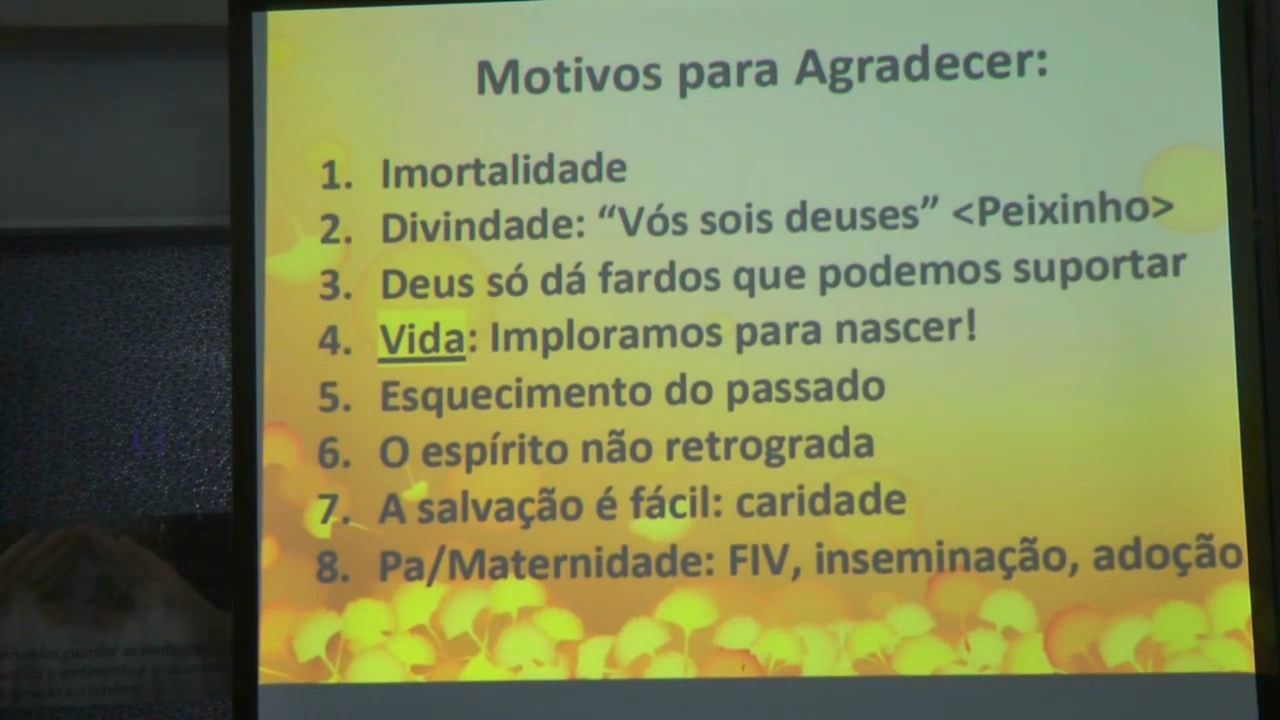 Motivos para Agradecer:
1. Imortalidade
2. Divindade: “Vós sois deuses” <Peixinho>
3. Deus só dá fardos que podemos suportar
4. Vida: Imploramos para nascer!
5. Esquecimento do passado
6. O espírito não retrograda
7. A salvação é fácil: caridade
8. Pa/Maternidade: FIV, inseminação, adoção